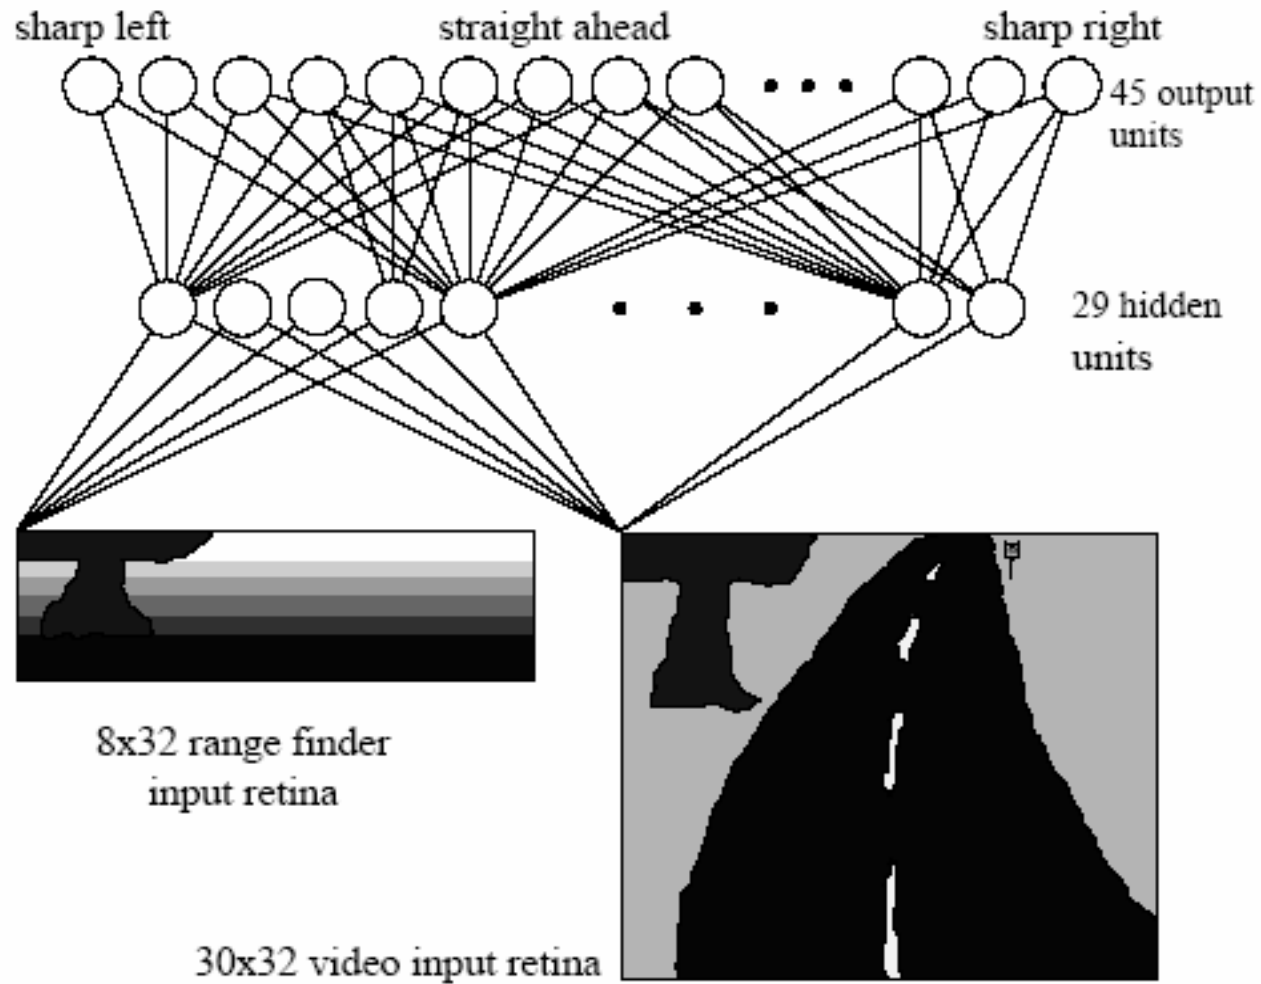 sharp left
straight ahead
sharp right
45 output
units
29 hidden
units
8x32 range finder
input retina
30x32 video input retina